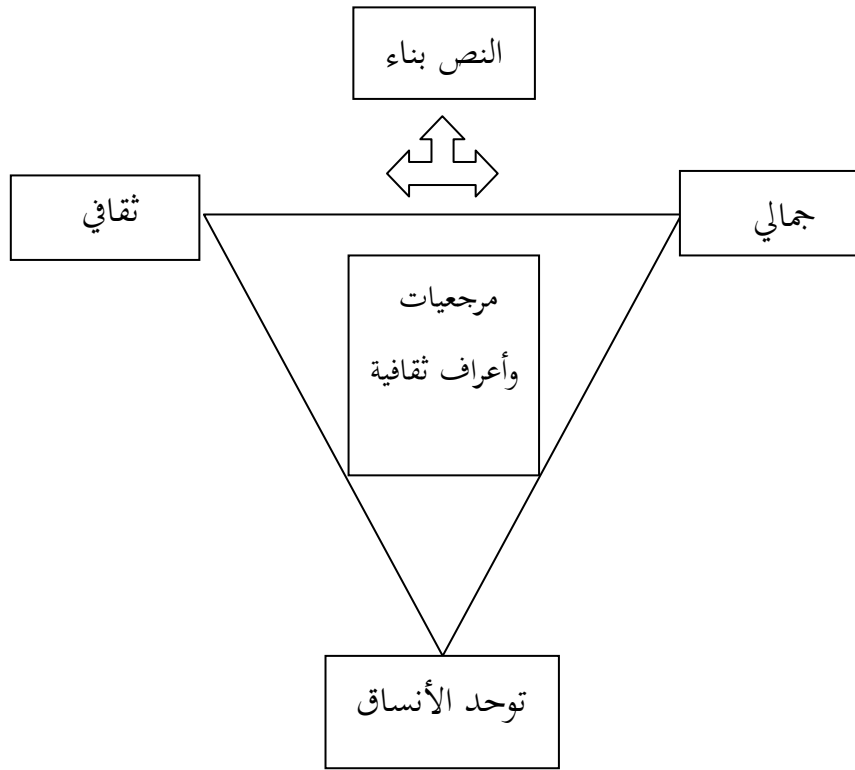 النص بناء
جمالي
ثقافي
مرجعيات
وأعراف ثقافية
توحد الأنساق